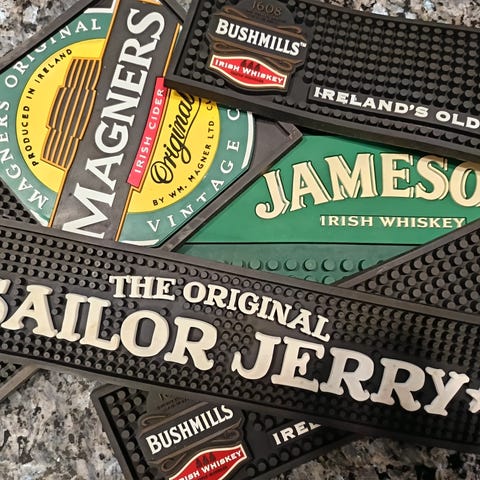 MAGNERS ORIGINAL
PRODUCED IN IRELAND
MAGNERS
IRISH CIDER
Original
BY WM. MAGNER LTD
VINTAGE
1608
BUSHMILLS™
IRISH WHISKEY
IRELAND'S OLD
JAMESO
IRISH WHISKEY
THE ORIGINAL
SAILOR JERRY
BUSHMILLS
IRISH WHISKEY
IRE